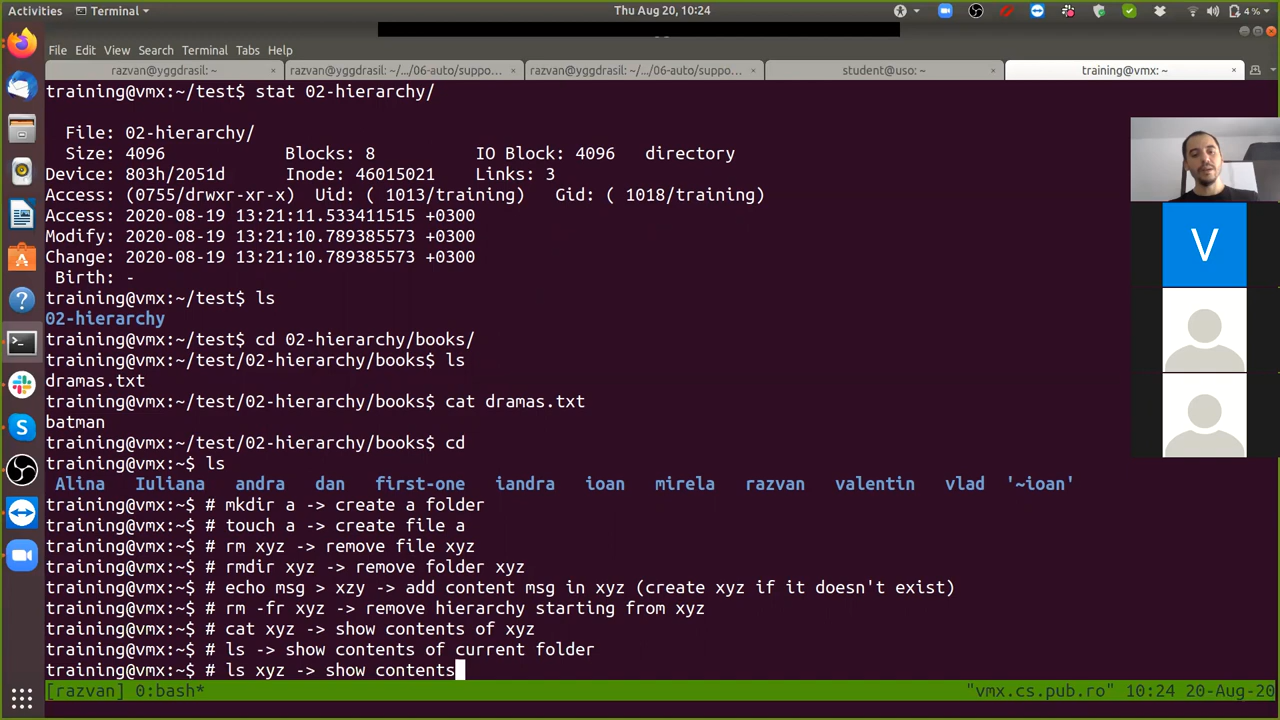 Activities Terminal Thu Aug 20, 10:24 4 %
File Edit View Search Terminal Tabs Help
razvan@yggdrasil: ~ × razvan@yggdrasil: ~/.../06-auto/suppo... × razvan@yggdrasil: ~/.../06-auto/suppo... × student@uso: ~ × training@vmx: ~ ×
training@vmx:~/test$ stat 02-hierarchy/
File: 02-hierarchy/
Size: 4096 Blocks: 8 IO Block: 4096 directory
Device: 803h/2051d Inode: 46015021 Links: 3
Access: (0755/drwxr-xr-x) Uid: ( 1013/training) Gid: ( 1018/training)
Access: 2020-08-19 13:21:11.533411515 +0300
Modify: 2020-08-19 13:21:10.789385573 +0300
Change: 2020-08-19 13:21:10.789385573 +0300
Birth: -
training@vmx:~/test$ ls
02-hierarchy
training@vmx:~/test$ cd 02-hierarchy/books/
training@vmx:~/test/02-hierarchy/books$ ls
dramas.txt
training@vmx:~/test/02-hierarchy/books$ cat dramas.txt
batman
training@vmx:~/test/02-hierarchy/books$ cd
training@vmx:~$ ls
Alina Iuliana andra dan first-one iandra ioan mirela razvan valentin vlad '~ioan'
training@vmx:~$ # mkdir a -> create a folder
training@vmx:~$ # touch a -> create file a
training@vmx:~$ # rm xyz -> remove file xyz
training@vmx:~$ # rmdir xyz -> remove folder xyz
training@vmx:~$ # echo msg > xzy -> add content msg in xyz (create xyz if it doesn't exist)
training@vmx:~$ # rm -fr xyz -> remove hierarchy starting from xyz
training@vmx:~$ # cat xyz -> show contents of xyz
training@vmx:~$ # ls -> show contents of current folder
training@vmx:~$ # ls xyz -> show contents
[razvan] 0:bash* "vmx.cs.pub.ro" 10:24 20-Aug-20
V